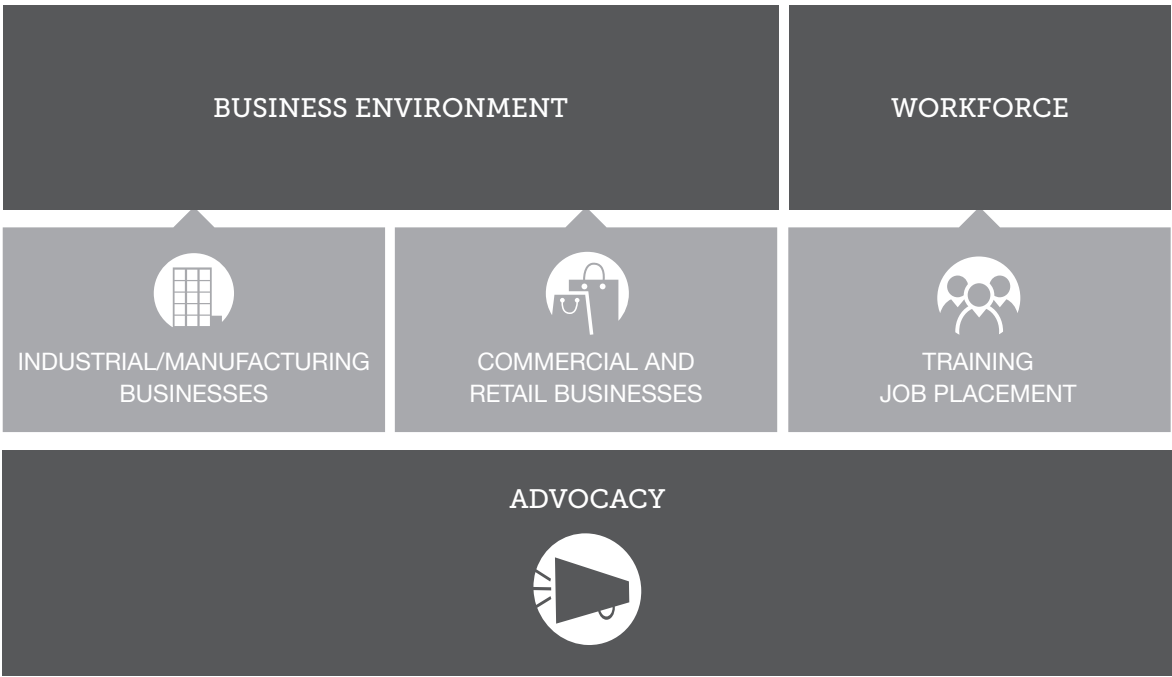 BUSINESS ENVIRONMENT
WORKFORCE
INDUSTRIAL/MANUFACTURING
BUSINESSES
COMMERCIAL AND
RETAIL BUSINESSES
TRAINING
JOB PLACEMENT
ADVOCACY